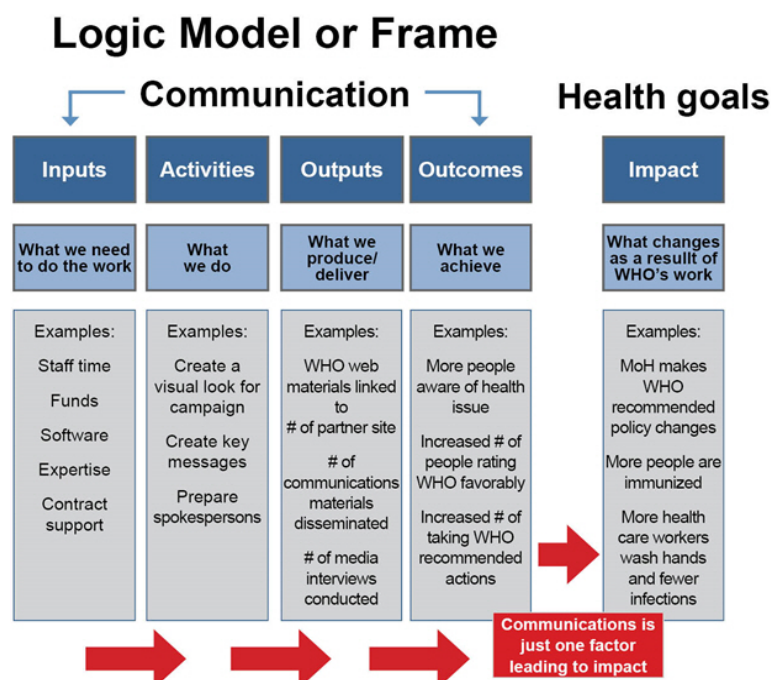 Logic Model or Frame
Communication
Health goals
Inputs
Activities
Outputs
Outcomes
Impact
What we need
to do the work
What
we do
What we
produce/
deliver
What we
achieve
What changes
as a resullt of
WHO's work
Examples:
Staff time
Funds
Software
Expertise
Contract
support
Examples:
Create a
visual look for
campaign
Create key
messages
Prepare
spokespersons
Examples:
WHO web
materials linked
to
# of partner site
# of
communications
materials
disseminated
# of media
interviews
conducted
Examples:
More people
aware of health
issue
Increased # of
people rating
WHO favorably
Increased # of
taking WHO
recommended
actions
Examples:
MoH makes
WHO
recommended
policy changes
More people are
immunized
More health
care workers
wash hands
and fewer
infections
Communications is
just one factor
leading to impact